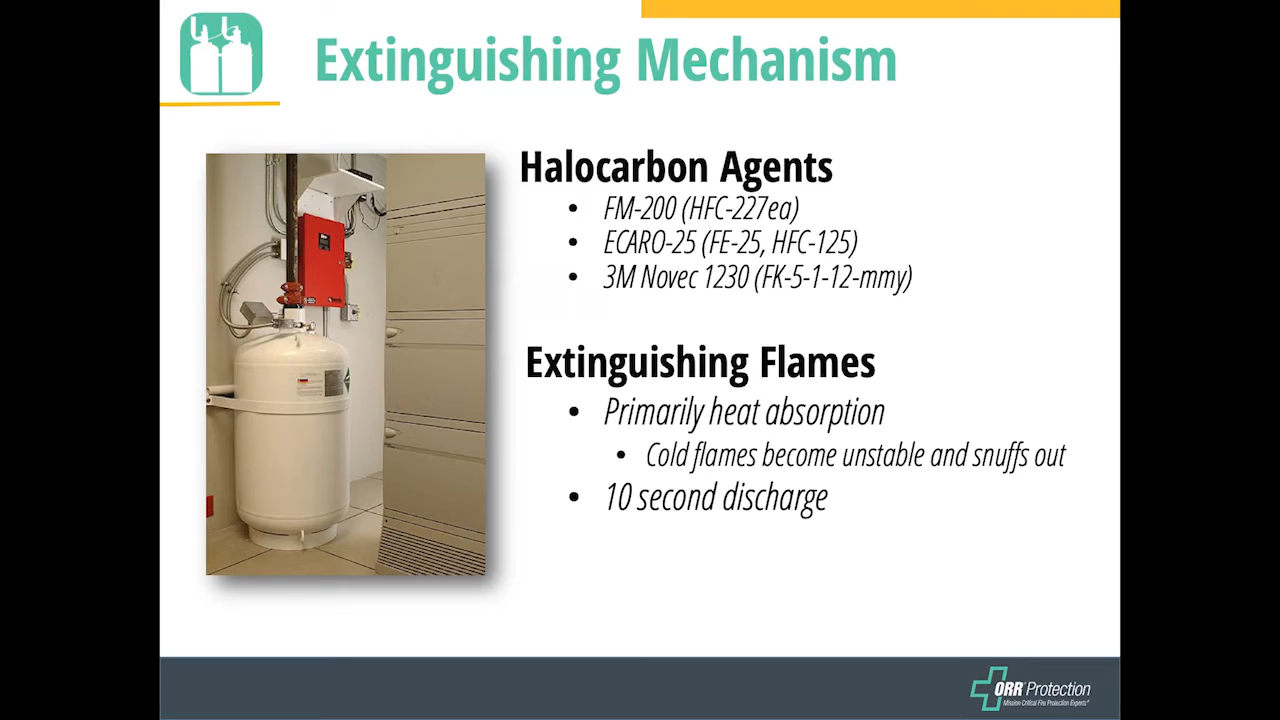 Extinguishing Mechanism
Halocarbon Agents
• FM-200 (HFC-227ea)
• ECARO-25 (FE-25, HFC-125)
• 3M Novec 1230 (FK-5-1-12-mmy)
Extinguishing Flames
• Primarily heat absorption
• Cold flames become unstable and snuffs out
• 10 second discharge
ORR Protection
Mission Critical Fire Protection Experts®